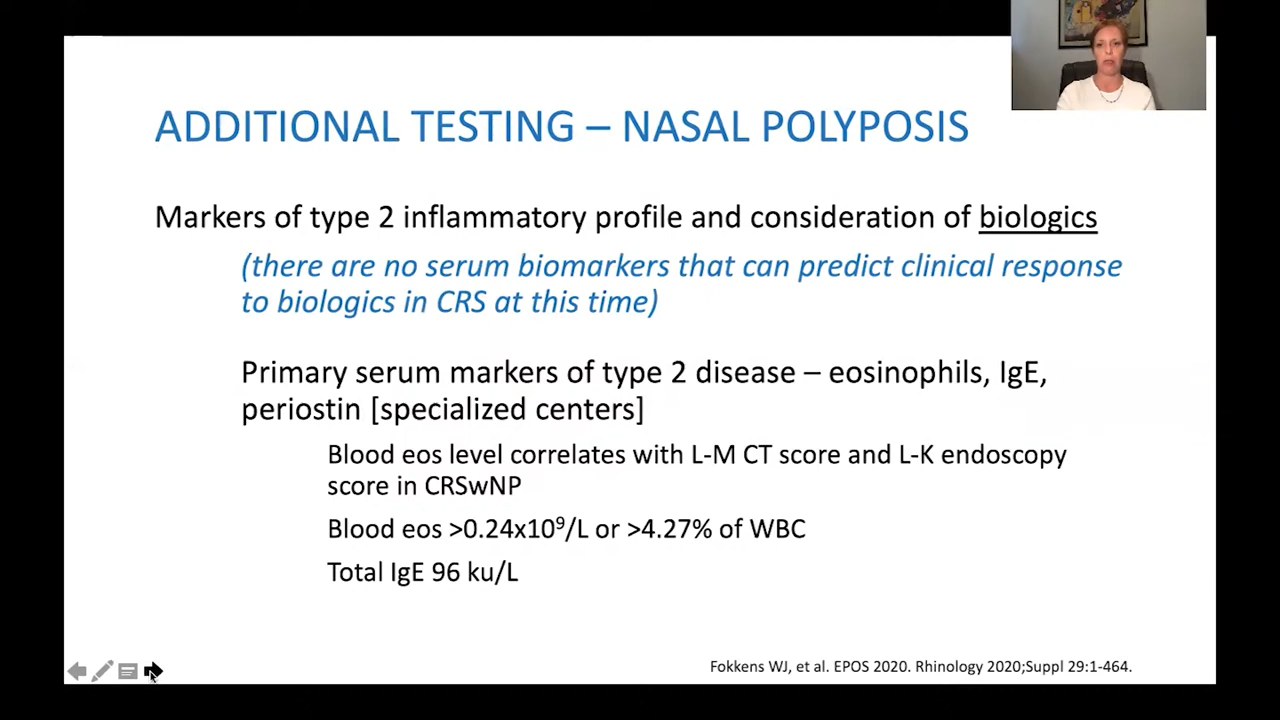 ADDITIONAL TESTING – NASAL POLYPOSIS
Markers of type 2 inflammatory profile and consideration of biologics
(there are no serum biomarkers that can predict clinical response
to biologics in CRS at this time)
Primary serum markers of type 2 disease – eosinophils, IgE,
periostin [specialized centers]
Blood eos level correlates with L-M CT score and L-K endoscopy
score in CRSwNP
Blood eos >0.24x10⁹/L or >4.27% of WBC
Total IgE 96 ku/L
Fokkens WJ, et al. EPOS 2020. Rhinology 2020;Suppl 29:1-464.